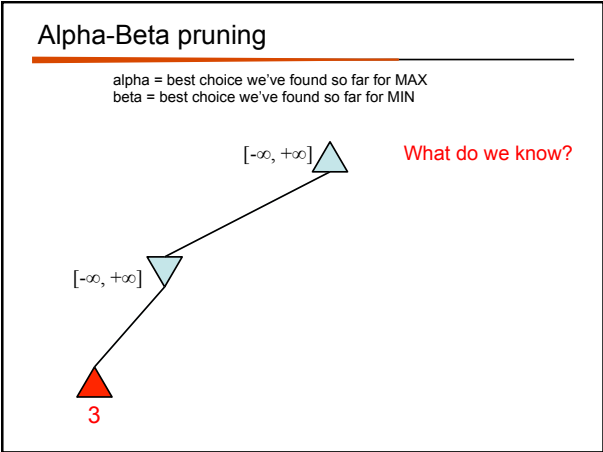 Alpha-Beta pruning
alpha = best choice we've found so far for MAX
beta = best choice we've found so far for MIN
[-∞, +∞]
What do we know?
[-∞, +∞]
3